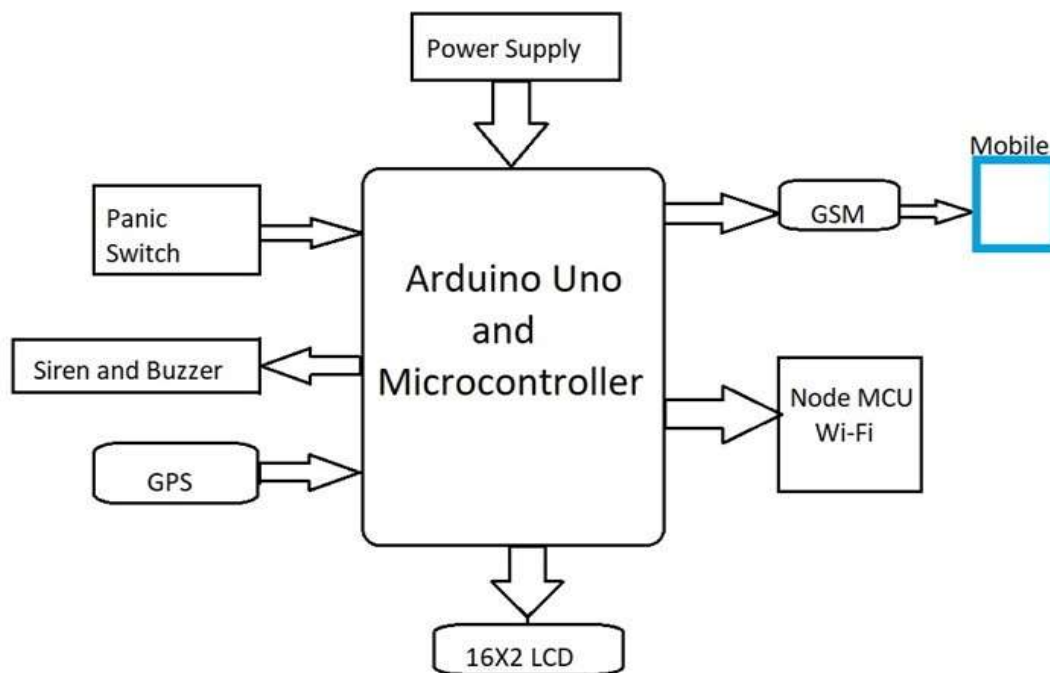 Power Supply
Mobile
Panic
Switch
GSM
Arduino Uno
and
Microcontroller
Siren and Buzzer
Node MCU
Wi-Fi
GPS
16X2 LCD